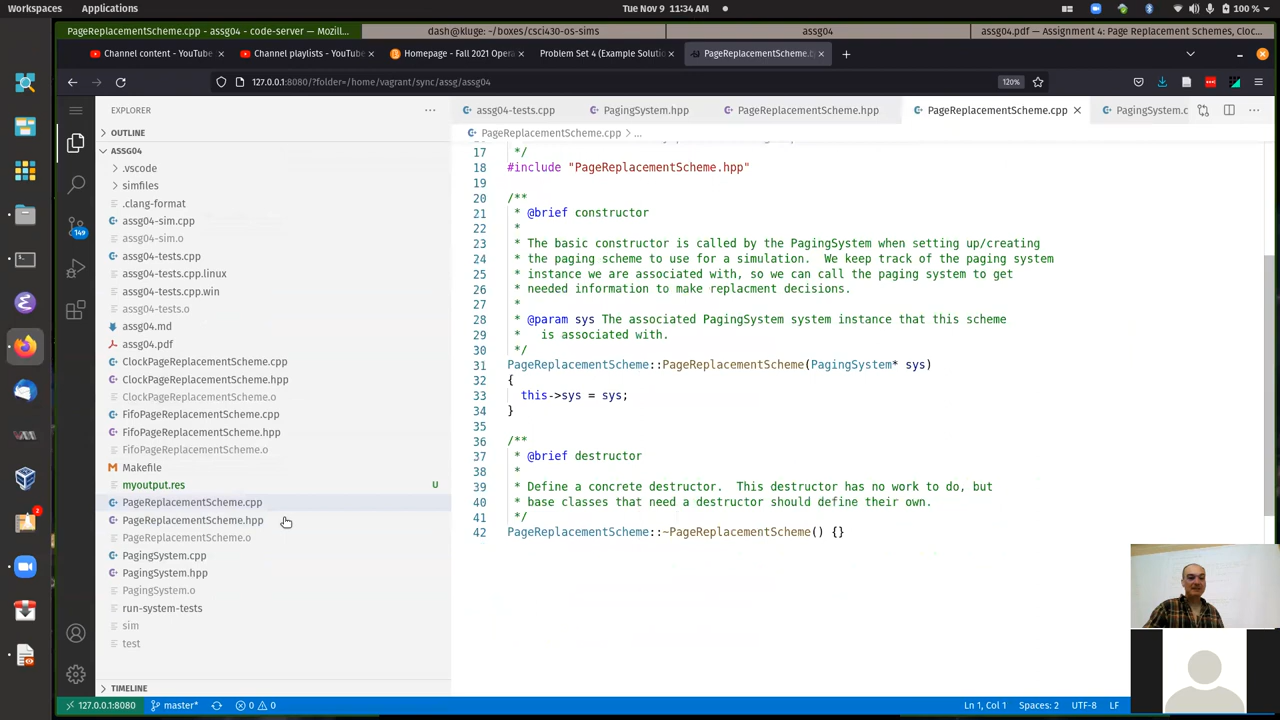 Workspaces Applications Tue Nov 9 11:34 AM 100 %
PageReplacementScheme.cpp - assg04 - code-server — Mozill... dash@kluge: ~/boxes/csci430-os-sims assg04 assg04.pdf — Assignment 4: Page Replacement Schemes, Cloc...
Channel content - YouTube Channel playlists - YouTube Homepage - Fall 2021 Opera Problem Set 4 (Example Solutio PageReplacementScheme.c
127.0.0.1:8080/?folder=/home/vagrant/sync/assg/assg04 120%
EXPLORER assg04-tests.cpp PagingSystem.hpp PageReplacementScheme.hpp PageReplacementScheme.cpp PagingSystem.c
OUTLINE
PageReplacementScheme.cpp > ...
ASSG04
.vscode
simfiles
.clang-format
assg04-sim.cpp
assg04-sim.o
assg04-tests.cpp
assg04-tests.cpp.linux
assg04-tests.cpp.win
assg04-tests.o
assg04.md
assg04.pdf
ClockPageReplacementScheme.cpp
ClockPageReplacementScheme.hpp
ClockPageReplacementScheme.o
FifoPageReplacementScheme.cpp
FifoPageReplacementScheme.hpp
FifoPageReplacementScheme.o
Makefile
myoutput.res U
PageReplacementScheme.cpp
PageReplacementScheme.hpp
PageReplacementScheme.o
PagingSystem.cpp
PagingSystem.hpp
PagingSystem.o
run-system-tests
sim
test
TIMELINE
149
2
17 */
18 #include "PageReplacementScheme.hpp"
19
20 /**
21 * @brief constructor
22 *
23 * The basic constructor is called by the PagingSystem when setting up/creating
24 * the paging scheme to use for a simulation. We keep track of the paging system
25 * instance we are associated with, so we can call the paging system to get
26 * needed information to make replacment decisions.
27 *
28 * @param sys The associated PagingSystem system instance that this scheme
29 * is associated with.
30 */
31 PageReplacementScheme::PageReplacementScheme(PagingSystem* sys)
32 {
33 this->sys = sys;
34 }
35
36 /**
37 * @brief destructor
38 *
39 * Define a concrete destructor. This destructor has no work to do, but
40 * base classes that need a destructor should define their own.
41 */
42 PageReplacementScheme::~PageReplacementScheme() {}
127.0.0.1:8080 master* 0 0 Ln 1, Col 1 Spaces: 2 UTF-8 LF